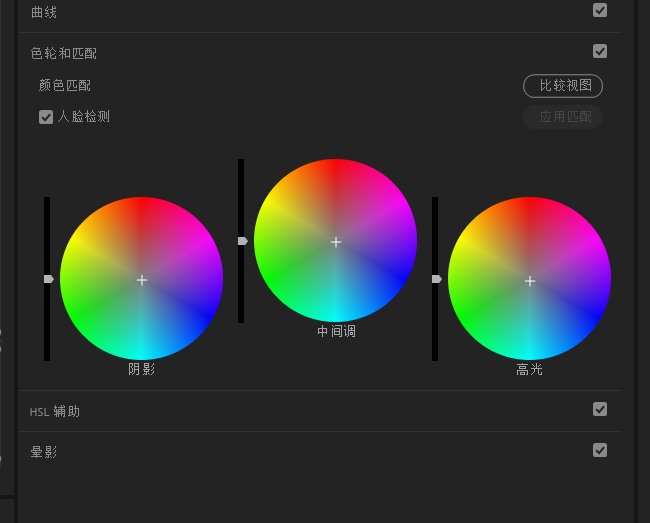 曲线
色轮和匹配
颜色匹配
比较视图
人脸检测
应用匹配
中间调
阴影
高光
HSL 辅助
晕影